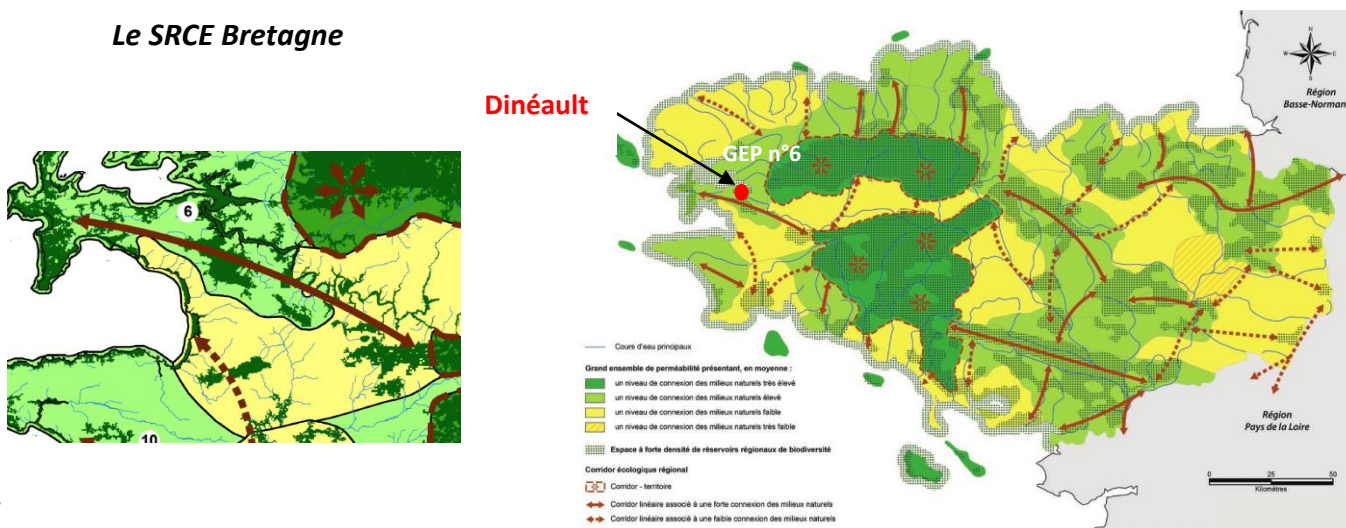 Le SRCE Bretagne
Dinéault
GEP n°6
6
10
N
W
E
S
Région
Basse-Norman
Région
Pays de la Loire
Cours d'eau principaux
Grand ensemble de perméabilité présentant, en moyenne :
un niveau de connexion des milieux naturels très élevé
un niveau de connexion des milieux naturels élevé
un niveau de connexion des milieux naturels faible
un niveau de connexion des milieux naturels très faible
Espace à forte densité de réservoirs régionaux de biodiversité
Corridor écologique régional
Corridor - territoire
Corridor linéaire associé à une forte connexion des milieux naturels
Corridor linéaire associé à une faible connexion des milieux naturels
0 25 50
Kilomètres